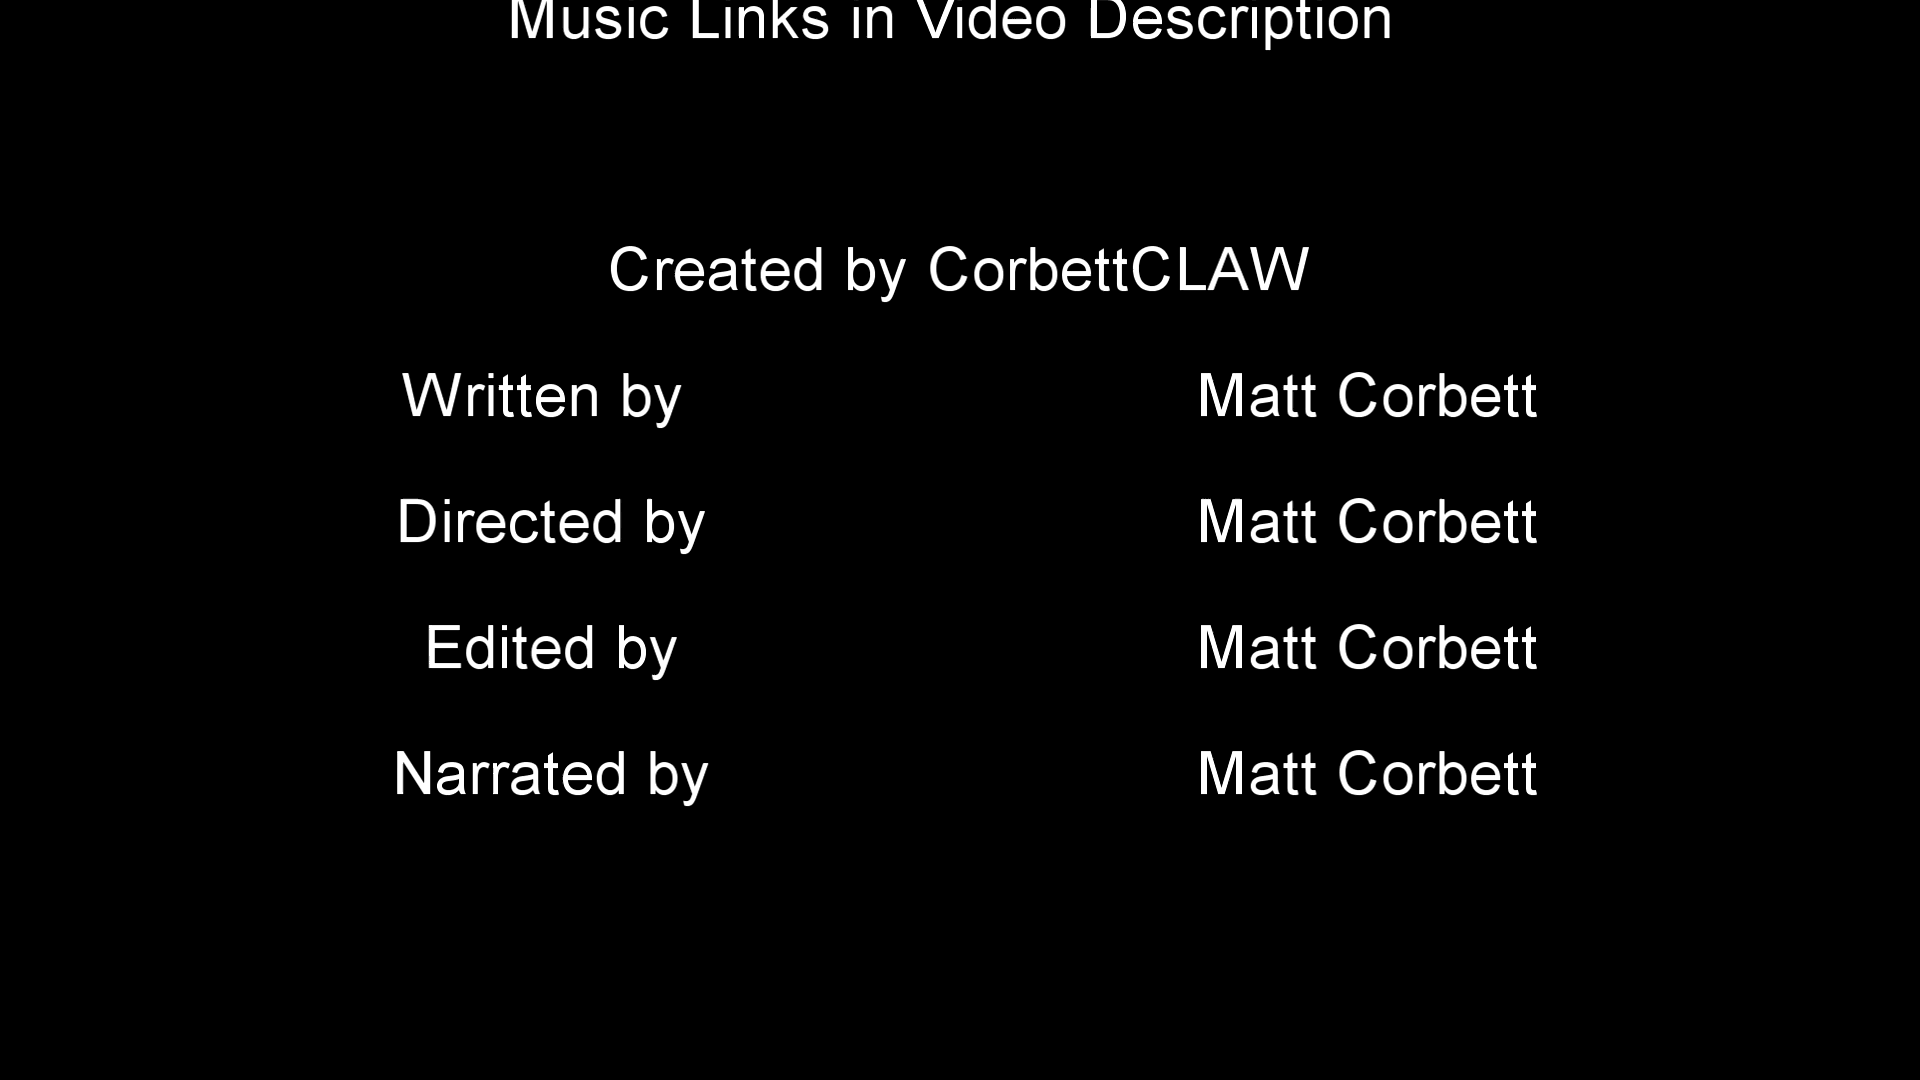 Music Links in Video Description
Created by CorbettCLAW
Written by Matt Corbett
Directed by Matt Corbett
Edited by Matt Corbett
Narrated by Matt Corbett